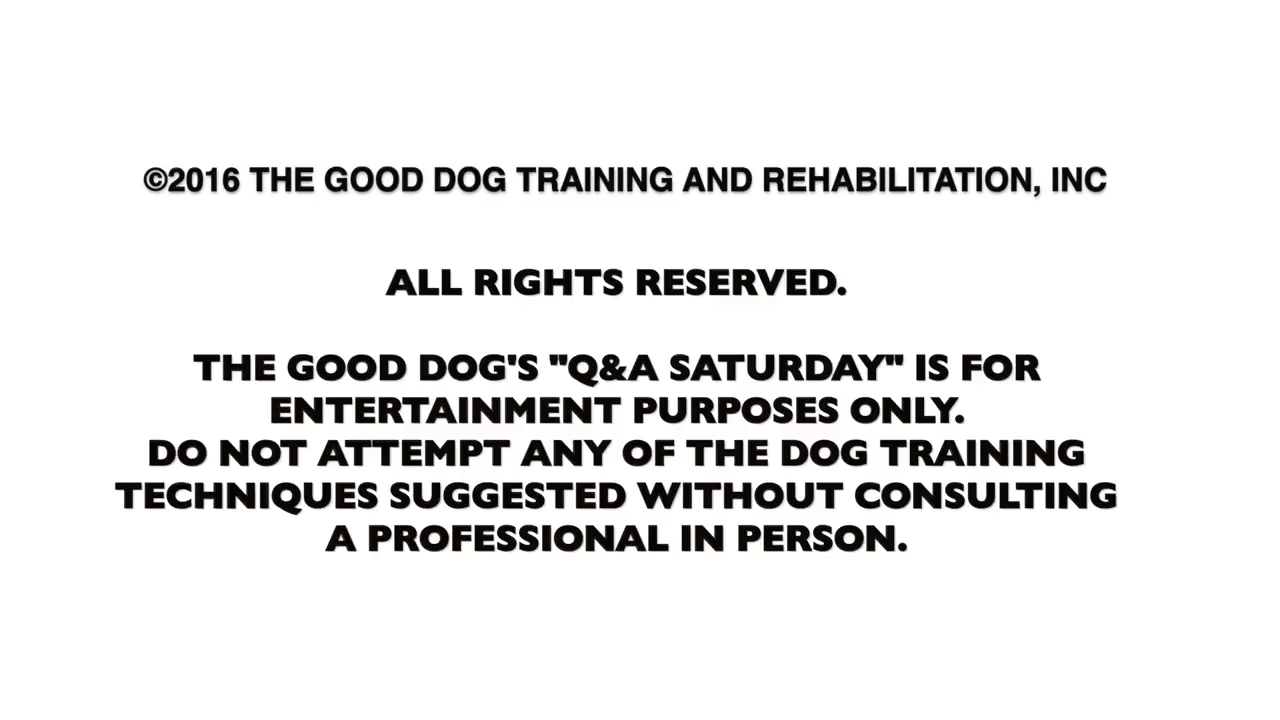 ©2016 THE GOOD DOG TRAINING AND REHABILITATION, INC
ALL RIGHTS RESERVED.
THE GOOD DOG'S "Q&A SATURDAY" IS FOR
ENTERTAINMENT PURPOSES ONLY.
DO NOT ATTEMPT ANY OF THE DOG TRAINING
TECHNIQUES SUGGESTED WITHOUT CONSULTING
A PROFESSIONAL IN PERSON.